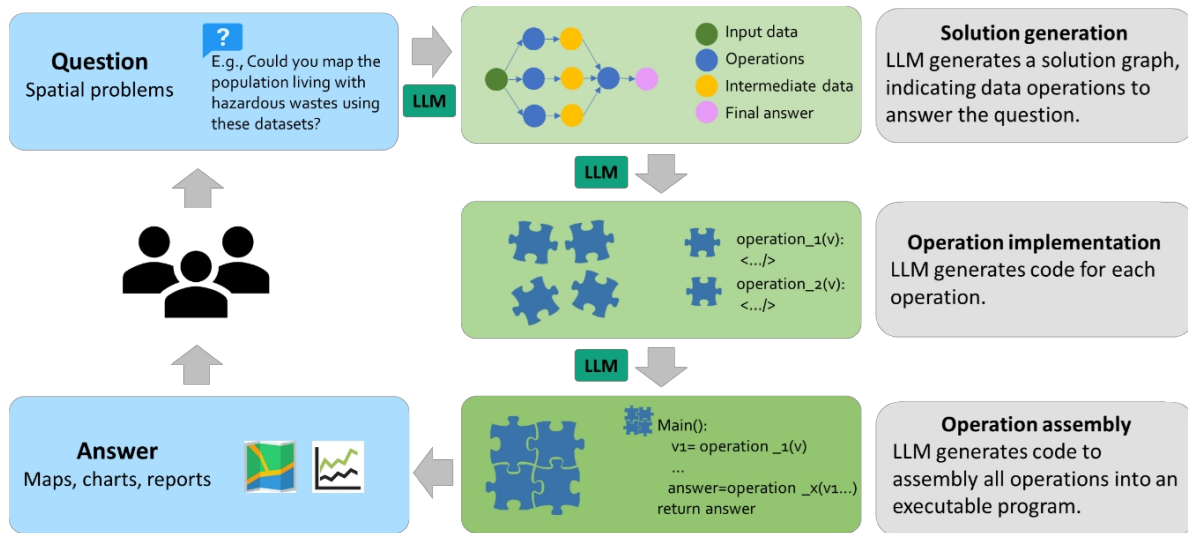 Question
Spatial problems
?
E.g., Could you map the
population living with
hazardous wastes using
these datasets?
LLM
Input data
Operations
Intermediate data
Final answer
Solution generation
LLM generates a solution graph,
indicating data operations to
answer the question.
LLM
operation_1(v):
<.../>
operation_2(v):
<.../>
Operation implementation
LLM generates code for each
operation.
LLM
Answer
Maps, charts, reports
Main():
v1= operation _1(v)
...
answer=operation _x(v1...)
return answer
Operation assembly
LLM generates code to
assembly all operations into an
executable program.